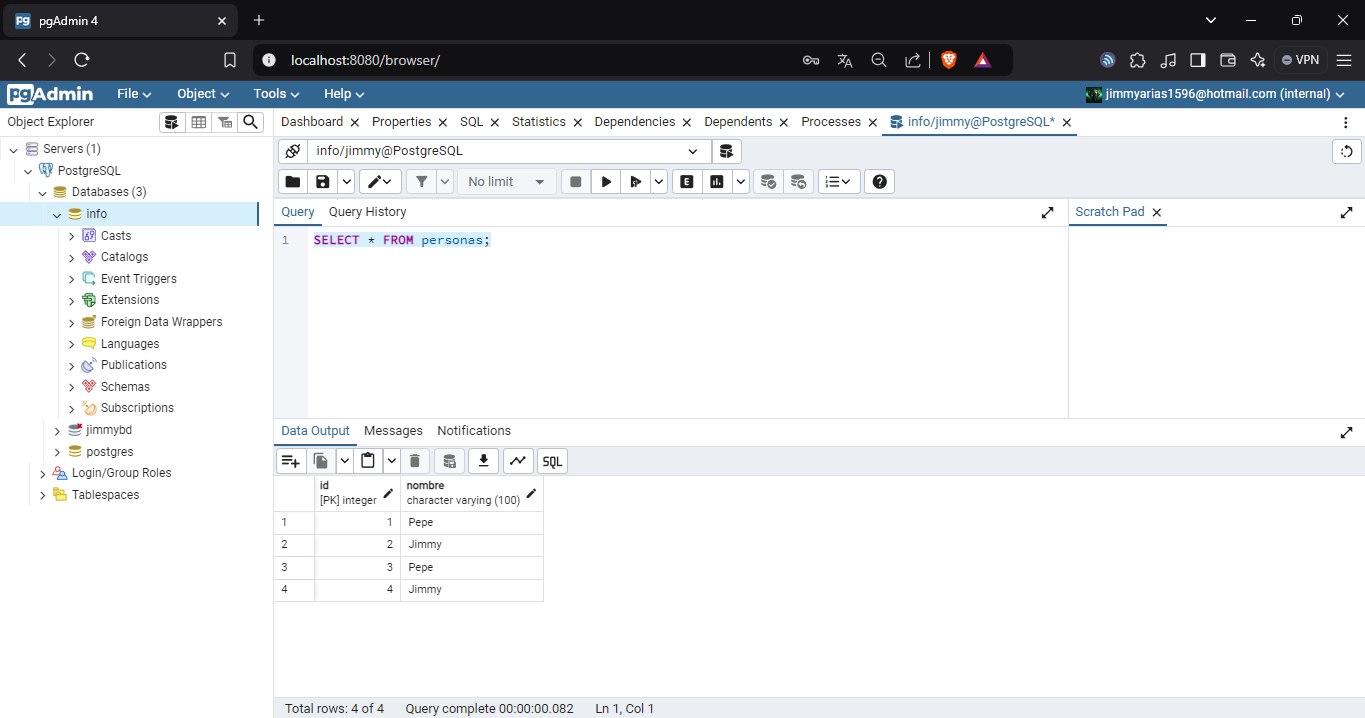 pgAdmin 4
localhost:8080/browser/
VPN
pgAdmin File Object Tools Help jimmyarias1596@hotmail.com (internal)
Object Explorer
Dashboard Properties SQL Statistics Dependencies Dependents Processes info/jimmy@PostgreSQL*
Servers (1)
PostgreSQL
Databases (3)
info
Casts
Catalogs
Event Triggers
Extensions
Foreign Data Wrappers
Languages
Publications
Schemas
Subscriptions
jimmybd
postgres
Login/Group Roles
Tablespaces
info/jimmy@PostgreSQL
No limit
E
Query Query History
Scratch Pad
1 SELECT * FROM personas;
Data Output Messages Notifications
SQL
id nombre
[PK] integer character varying (100)
1 1 Pepe
2 2 Jimmy
3 3 Pepe
4 4 Jimmy
Total rows: 4 of 4 Query complete 00:00:00.082 Ln 1, Col 1